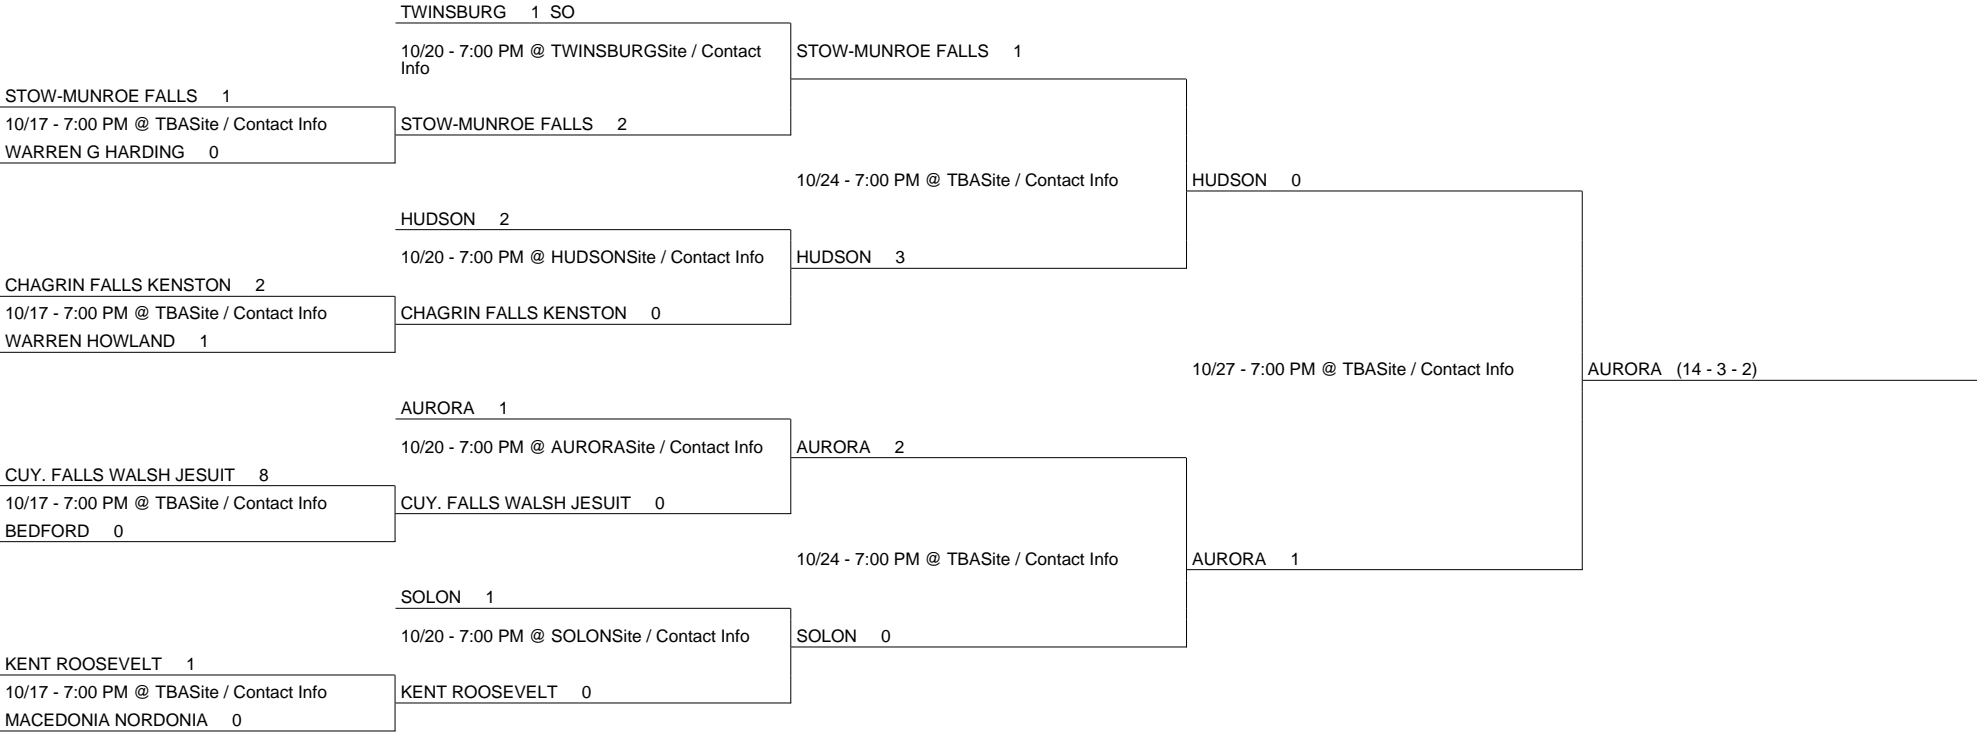 TWINSBURG 1 SO
10/20 - 7:00 PM @ TWINSBURGSite / Contact
Info
STOW-MUNROE FALLS 1
STOW-MUNROE FALLS 1
10/17 - 7:00 PM @ TBASite / Contact Info
WARREN G HARDING 0
STOW-MUNROE FALLS 2
10/24 - 7:00 PM @ TBASite / Contact Info
HUDSON 0
HUDSON 2
10/20 - 7:00 PM @ HUDSONSite / Contact Info
HUDSON 3
CHAGRIN FALLS KENSTON 2
10/17 - 7:00 PM @ TBASite / Contact Info
WARREN HOWLAND 1
CHAGRIN FALLS KENSTON 0
10/27 - 7:00 PM @ TBASite / Contact Info
AURORA (14 - 3 - 2)
AURORA 1
10/20 - 7:00 PM @ AURORASite / Contact Info
AURORA 2
CUY. FALLS WALSH JESUIT 8
10/17 - 7:00 PM @ TBASite / Contact Info
BEDFORD 0
CUY. FALLS WALSH JESUIT 0
10/24 - 7:00 PM @ TBASite / Contact Info
AURORA 1
SOLON 1
10/20 - 7:00 PM @ SOLONSite / Contact Info
SOLON 0
KENT ROOSEVELT 1
10/17 - 7:00 PM @ TBASite / Contact Info
MACEDONIA NORDONIA 0
KENT ROOSEVELT 0